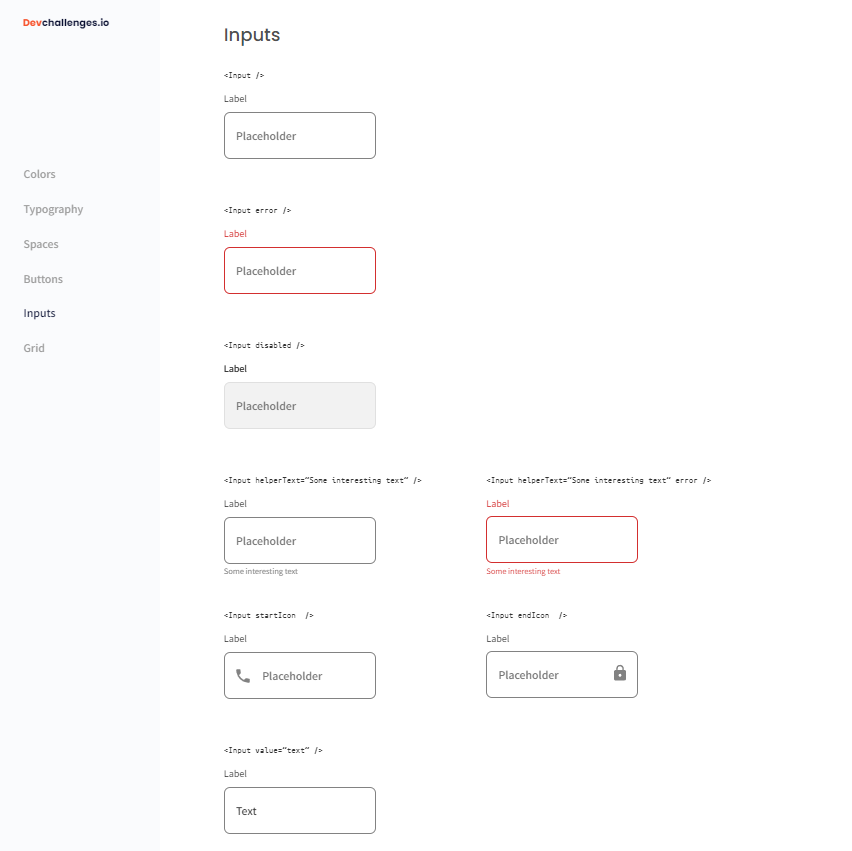 Devchallenges.io
Colors
Typography
Spaces
Buttons
Inputs
Grid
Inputs
<Input />
Label
Placeholder
<Input error />
Label
Placeholder
<Input disabled />
Label
Placeholder
<Input helperText=“Some interesting text” />
Label
Placeholder
Some interesting text
<Input helperText=“Some interesting text” error />
Label
Placeholder
Some interesting text
<Input startIcon  />
Label
Placeholder
<Input endIcon  />
Label
Placeholder
<Input value=“text” />
Label
Text